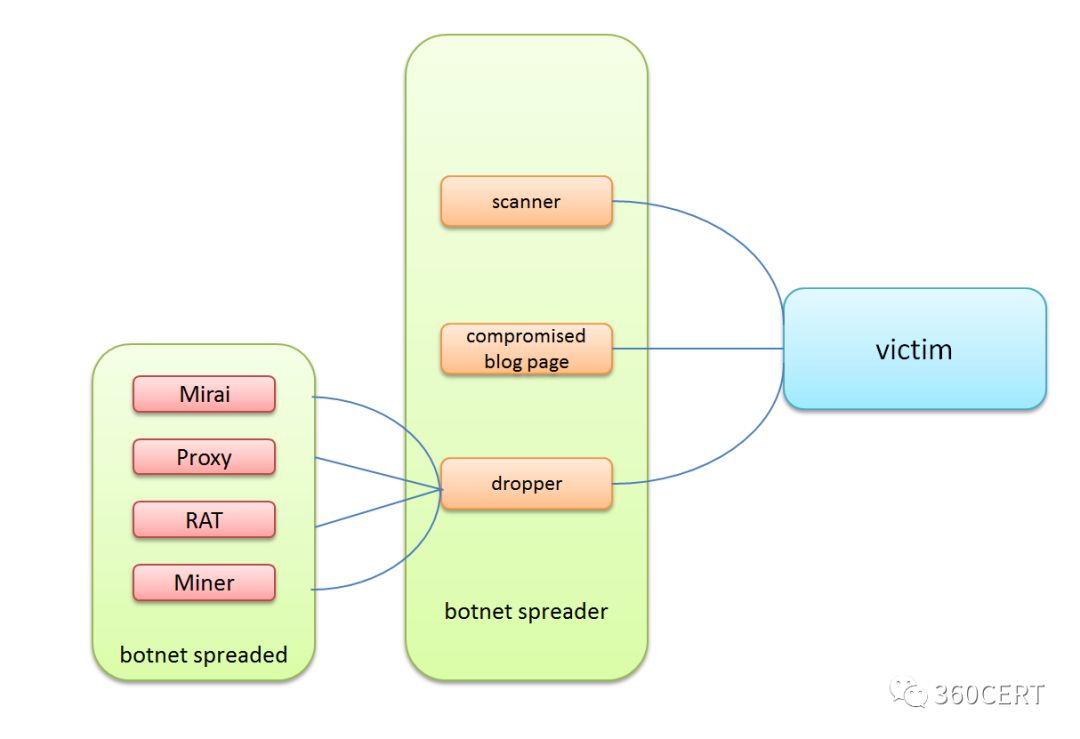 scanner
compromised
blog page
victim
Mirai
Proxy
RAT
Miner
botnet spreaded
dropper
botnet spreader
360CERT